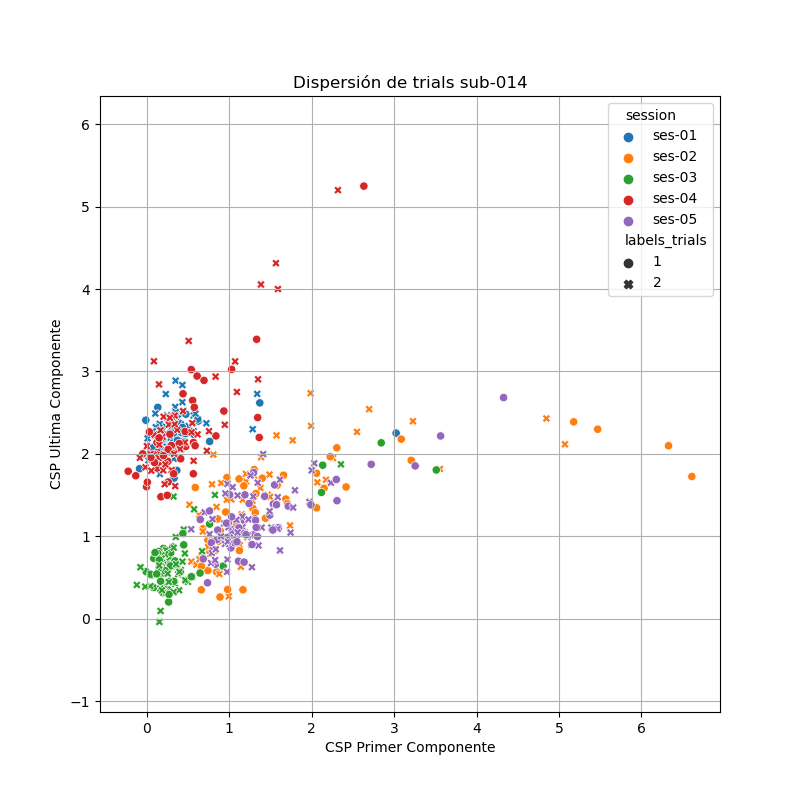 Dispersión de trials sub-014
session
ses-01
ses-02
ses-03
ses-04
ses-05
labels_trials
1
2
6
5
4
3
2
1
0
−1
CSP Ultima Componente
0 1 2 3 4 5 6
CSP Primer Componente